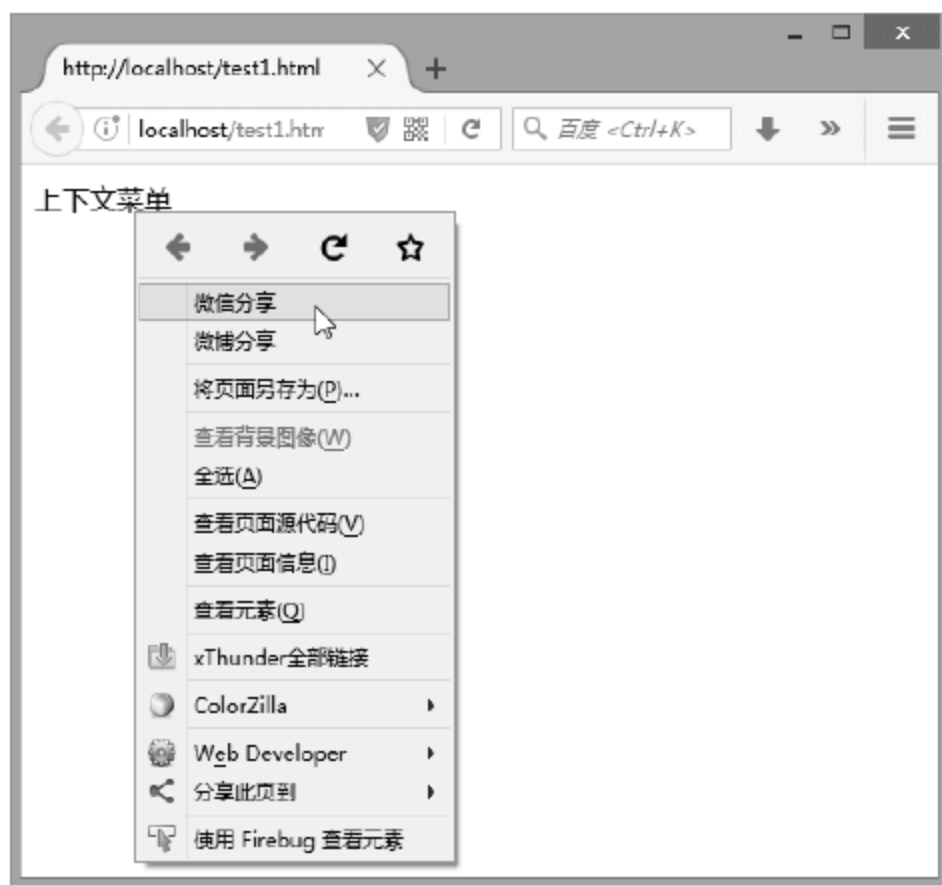 http://localhost/test1.html
localhost/test1.htm
百度 <Ctrl+K>
上下文菜单
微信分享
微博分享
将页面另存为(P)...
查看背景图像(W)
全选(A)
查看页面源代码(V)
查看页面信息(I)
查看元素(Q)
xThunder全部链接
ColorZilla
Web Developer
分享此页到
使用 Firebug 查看元素